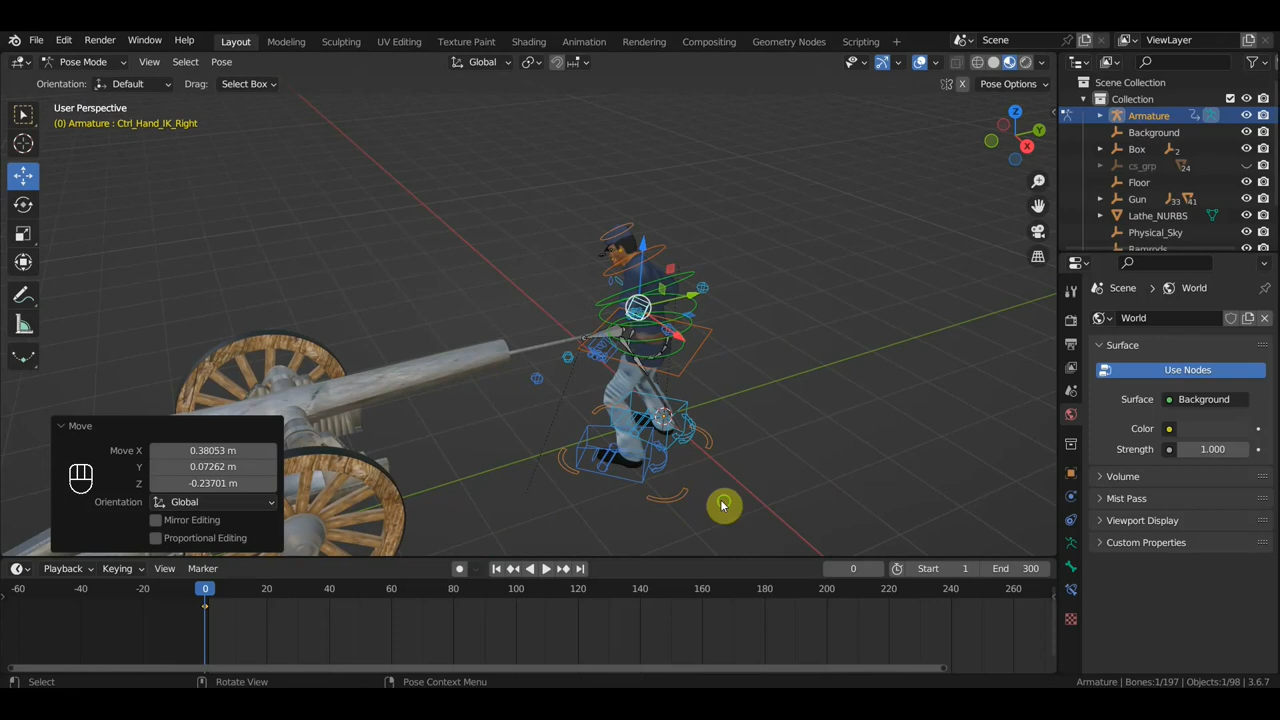 File Edit Render Window Help Layout Modeling Sculpting UV Editing Texture Paint Shading Animation Rendering Compositing Geometry Nodes Scripting + Scene ViewLayer
Pose Mode View Select Pose Global
Orientation: Default Drag: Select Box X Pose Options
User Perspective
(0) Armature : Ctrl_Hand_IK_Right
Z
Y
X
Scene Collection
Collection
Armature
Background
Box 2
cs_grp 24
Floor
Gun 33 41
Lathe_NURBS
Physical_Sky
Ramrods
Scene World
World
Surface
Use Nodes
Surface Background
Color
Strength 1.000
Volume
Mist Pass
Viewport Display
Custom Properties
Move
Move X 0.38053 m
Y 0.07262 m
Z -0.23701 m
Orientation Global
Mirror Editing
Proportional Editing
Playback Keying View Marker 0 Start 1 End 300
-60 -40 -20 0 20 40 60 80 100 120 140 160 180 200 220 240 260
Select Rotate View Pose Context Menu Armature | Bones:1/197 | Objects:1/98 | 3.6.7